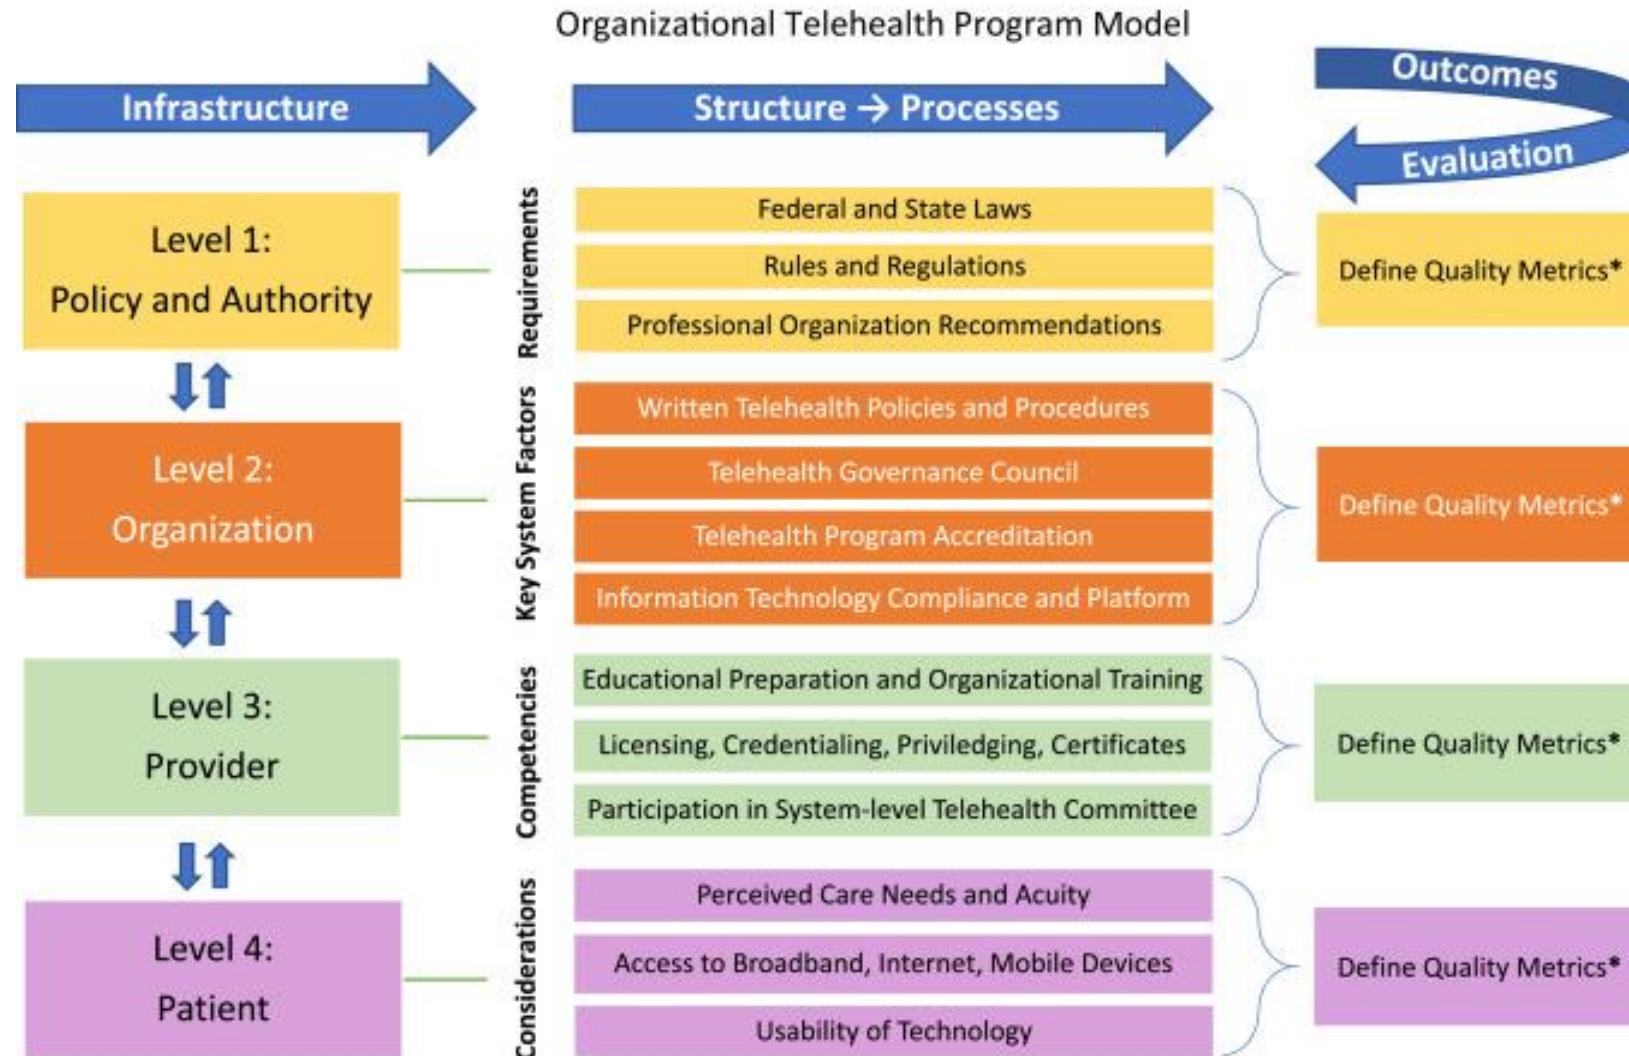 Organizational Telehealth Program Model
Infrastructure
Structure → Processes
Outcomes
Evaluation
Level 1:
Policy and Authority
Requirements
Federal and State Laws
Rules and Regulations
Professional Organization Recommendations
Define Quality Metrics*
Level 2:
Organization
Key System Factors
Written Telehealth Policies and Procedures
Telehealth Governance Council
Telehealth Program Accreditation
Information Technology Compliance and Platform
Define Quality Metrics*
Level 3:
Provider
Competencies
Educational Preparation and Organizational Training
Licensing, Credentialing, Priviledging, Certificates
Participation in System-level Telehealth Committee
Define Quality Metrics*
Level 4:
Patient
Considerations
Perceived Care Needs and Acuity
Access to Broadband, Internet, Mobile Devices
Usability of Technology
Define Quality Metrics*